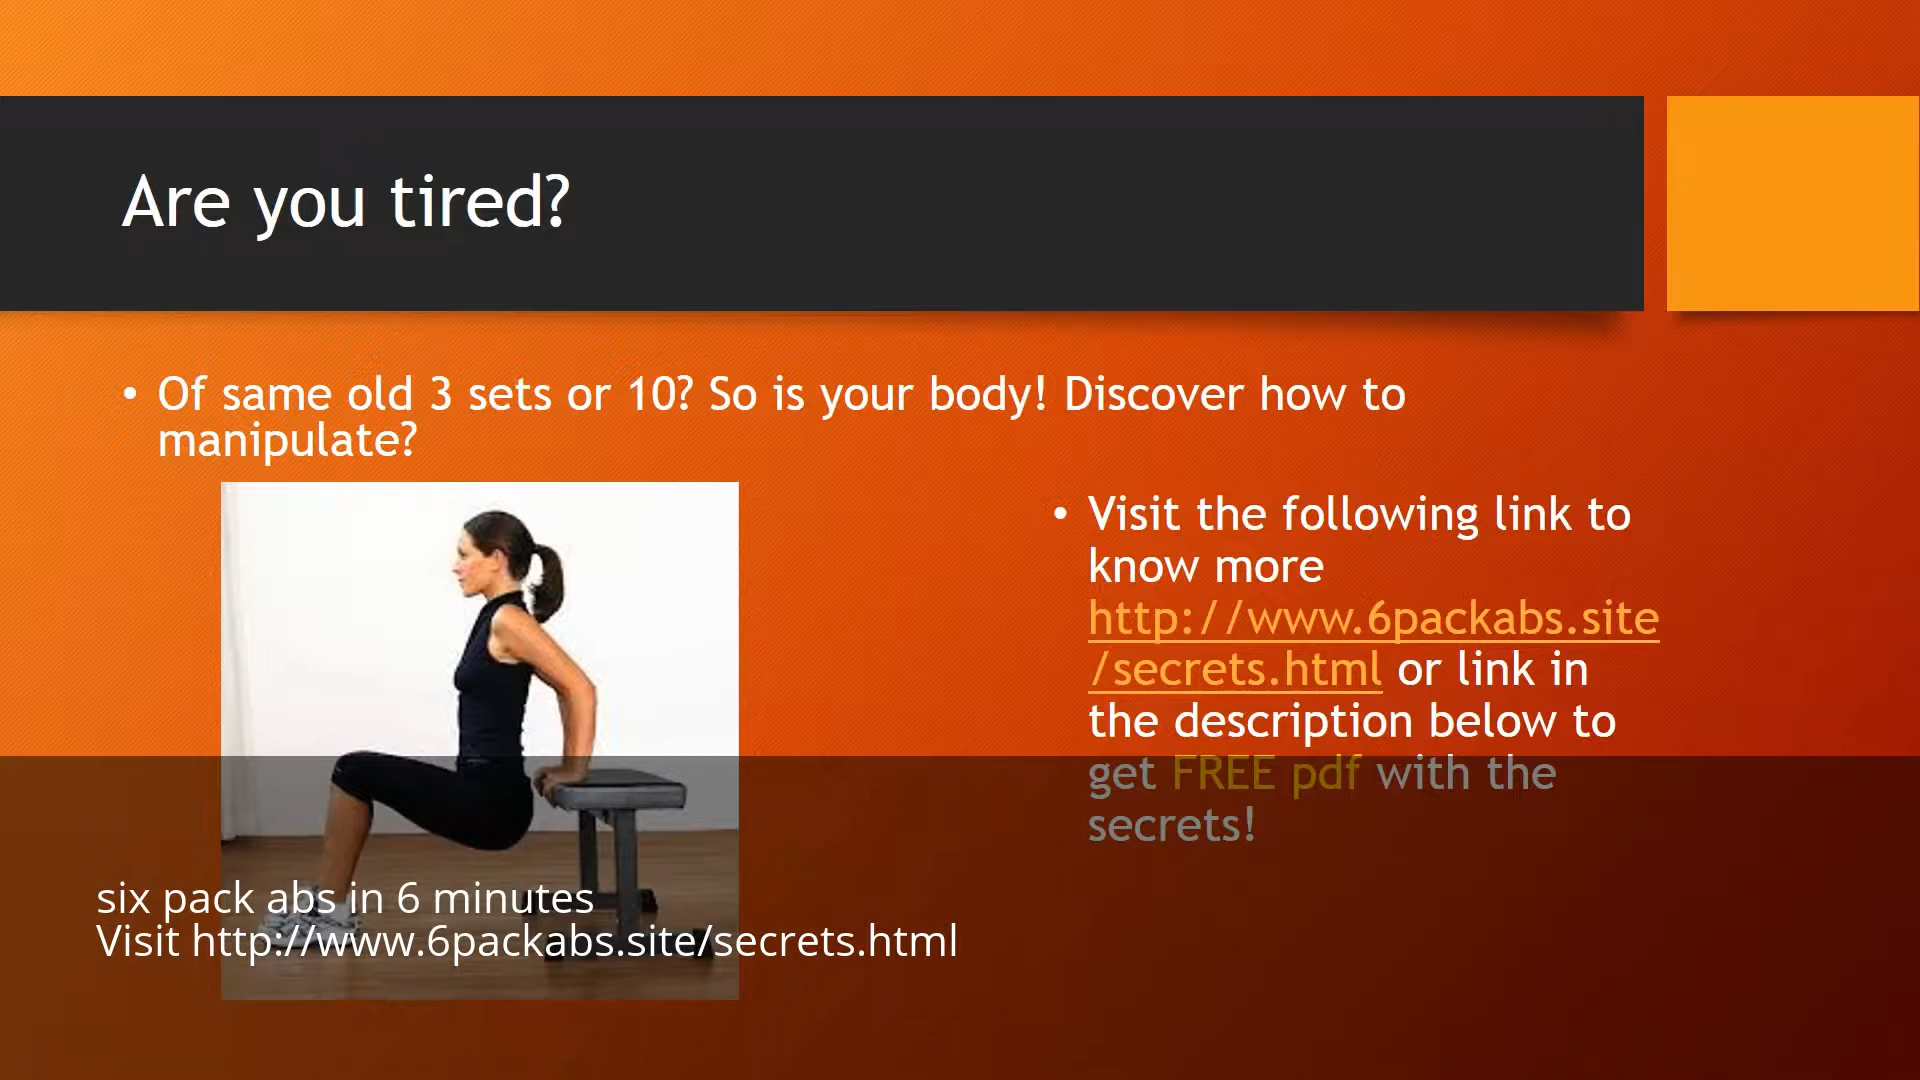 Are you tired?
• Of same old 3 sets or 10? So is your body! Discover how to
manipulate?
• Visit the following link to
know more
http://www.6packabs.site
/secrets.html or link in
the description below to
get FREE pdf with the
secrets!
six pack abs in 6 minutes
Visit http://www.6packabs.site/secrets.html